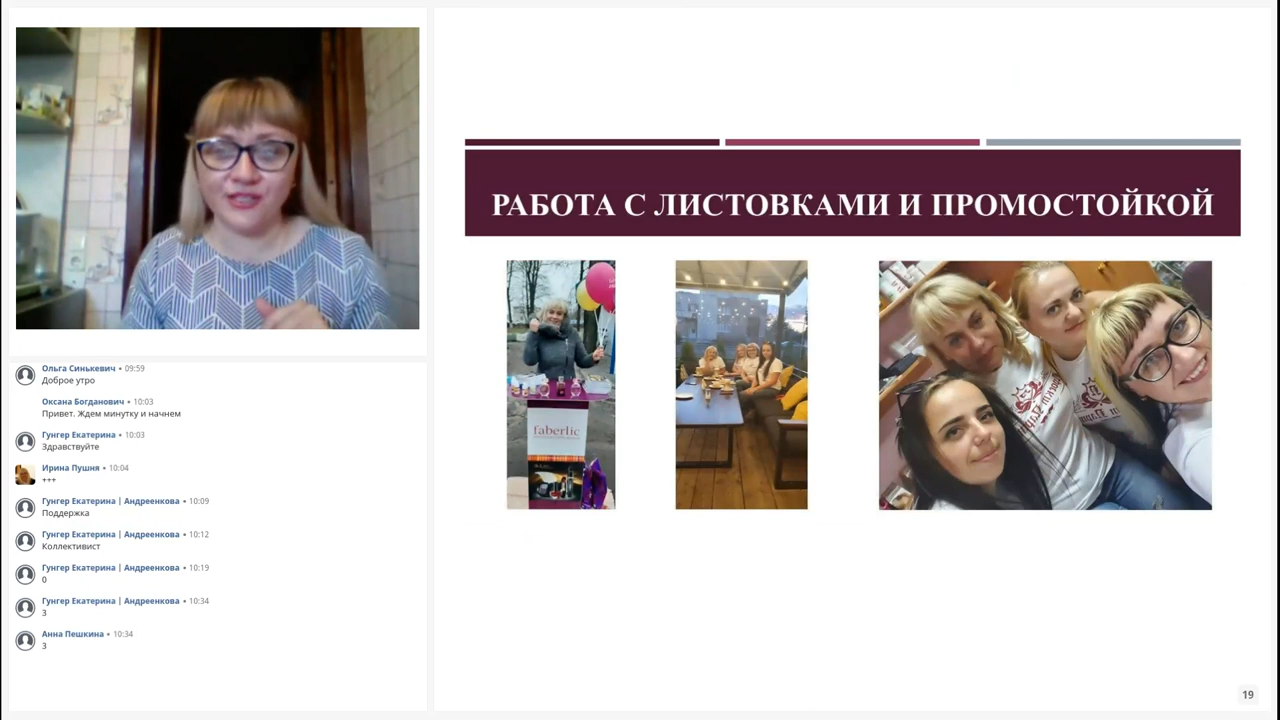 Ольга Синькевич • 09:59
Доброе утро
Оксана Богданович • 10:03
Привет. Ждем минутку и начнем
Гунгер Екатерина • 10:03
Здравствуйте
Ирина Пушня • 10:04
+++
Гунгер Екатерина | Андреенкова • 10:09
Поддержка
Гунгер Екатерина | Андреенкова • 10:12
Коллективист
Гунгер Екатерина | Андреенкова • 10:19
0
Гунгер Екатерина | Андреенкова • 10:34
3
Анна Пешкина • 10:34
3
РАБОТА С ЛИСТОВКАМИ И ПРОМОСТОЙКОЙ
faberlic
19